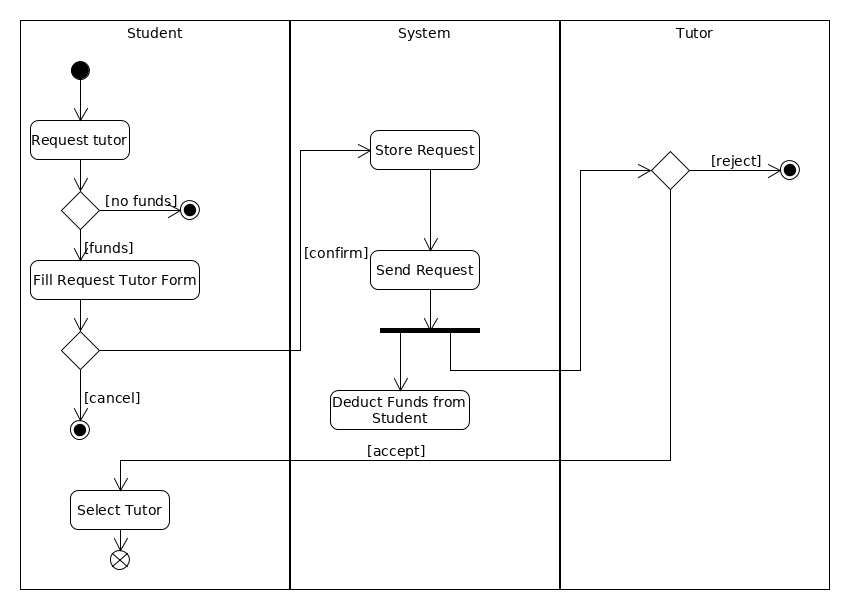 Student
System
Tutor
Request tutor
[no funds]
[funds]
Fill Request Tutor Form
[cancel]
[confirm]
Store Request
Send Request
Deduct Funds from
Student
[reject]
[accept]
Select Tutor